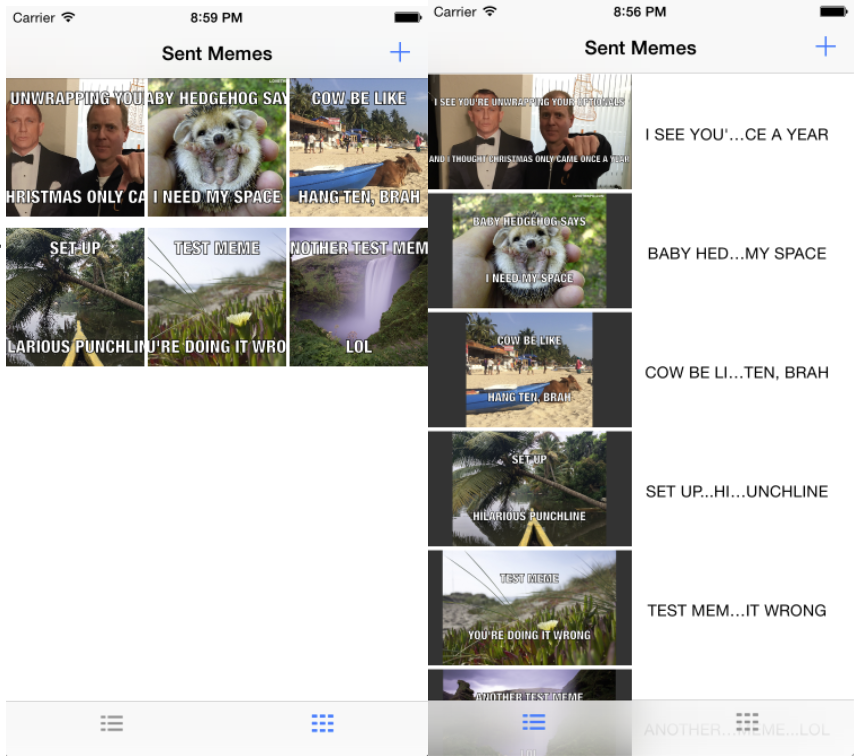 Carrier 8:59 PM
Sent Memes +
UNWRAPPING YOU
HRISTMAS ONLY CA
ABY HEDGEHOG SAY
I NEED MY SPACE
COW BE LIKE
HANG TEN, BRAH
SET UP
LARIOUS PUNCHLIN
TEST MEME
U'RE DOING IT WRO
NOTHER TEST MEM
LOL
Carrier 8:56 PM
Sent Memes +
I SEE YOU'RE UNWRAPPING YOUR OPTIONALS
AND I THOUGHT CHRISTMAS ONLY CAME ONCE A YEAR
I SEE YOU'...CE A YEAR
BABY HEDGEHOG SAYS
I NEED MY SPACE
BABY HED...MY SPACE
COW BE LIKE
HANG TEN, BRAH
COW BE LI...TEN, BRAH
SET UP
HILARIOUS PUNCHLINE
SET UP...HI...UNCHLINE
TEST MEME
YOU'RE DOING IT WRONG
TEST MEM...IT WRONG
ANOTHER TEST MEME
LOL
ANOTHER...MEME...LOL